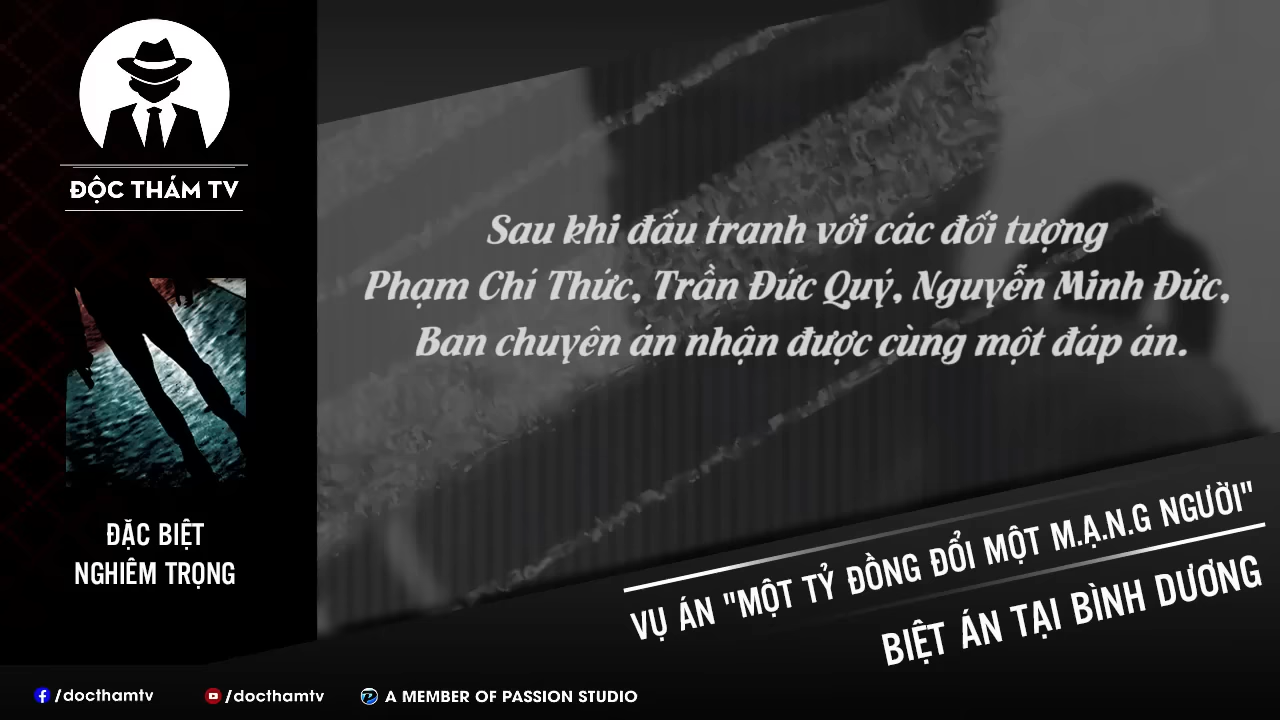 ĐỘC THÁM TV
ĐẶC BIỆT
NGHIÊM TRỌNG
Sau khi đấu tranh với các đối tượng
Phạm Chí Thức, Trần Đức Quý, Nguyễn Minh Đức,
Ban chuyên án nhận được cùng một đáp án.
VỤ ÁN "MỘT TỶ ĐỒNG ĐỔI MỘT M.Ạ.N.G NGƯỜI"
BIỆT ÁN TẠI BÌNH DƯƠNG
/docthamtv /docthamtv A MEMBER OF PASSION STUDIO